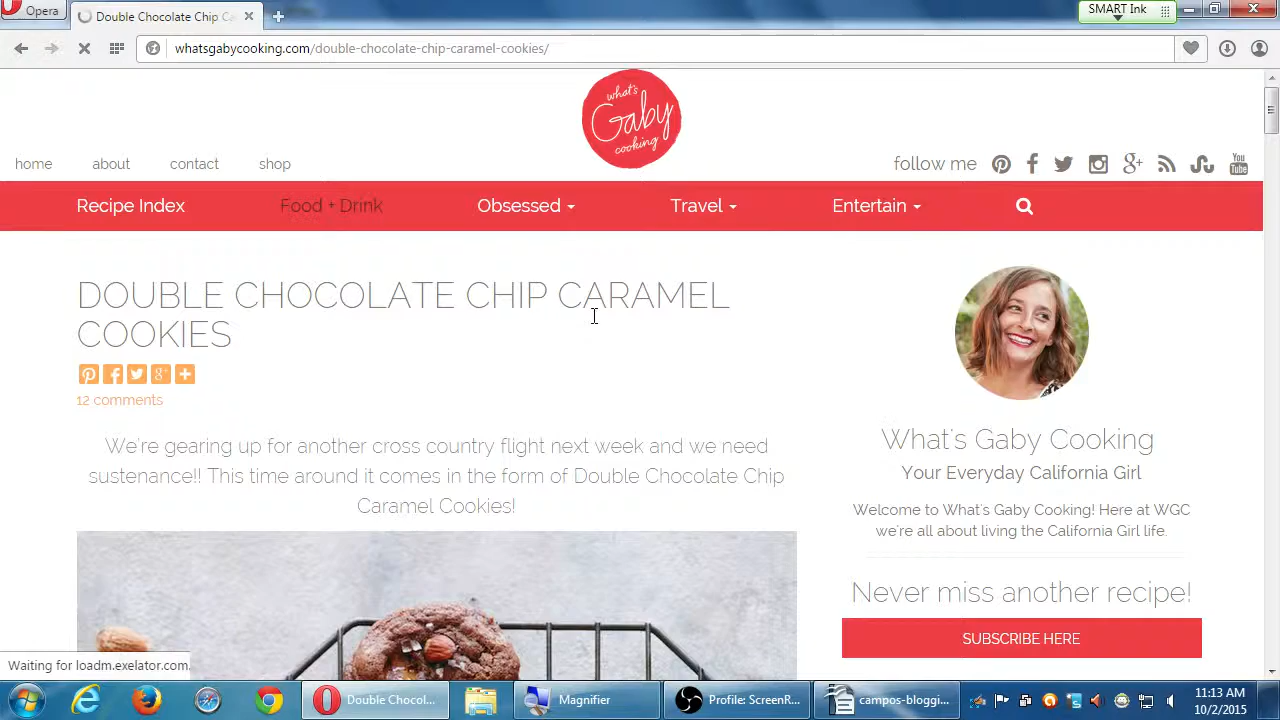 Opera
Double Chocolate Chip Ca
SMART Ink
whatsgabycooking.com/double-chocolate-chip-caramel-cookies/
what's
Gaby
cooking
home about contact shop
follow me
You
Tube
Recipe Index Food + Drink Obsessed Travel Entertain
DOUBLE CHOCOLATE CHIP CARAMEL
COOKIES
12 comments
We're gearing up for another cross country flight next week and we need
sustenance!! This time around it comes in the form of Double Chocolate Chip
Caramel Cookies!
What's Gaby Cooking
Your Everyday California Girl
Welcome to What's Gaby Cooking! Here at WGC
we're all about living the California Girl life.
Never miss another recipe!
SUBSCRIBE HERE
Waiting for loadm.exelator.com.
Double Chocol...
Magnifier
Profile: ScreenR...
campos-bloggi...
11:13 AM
10/2/2015